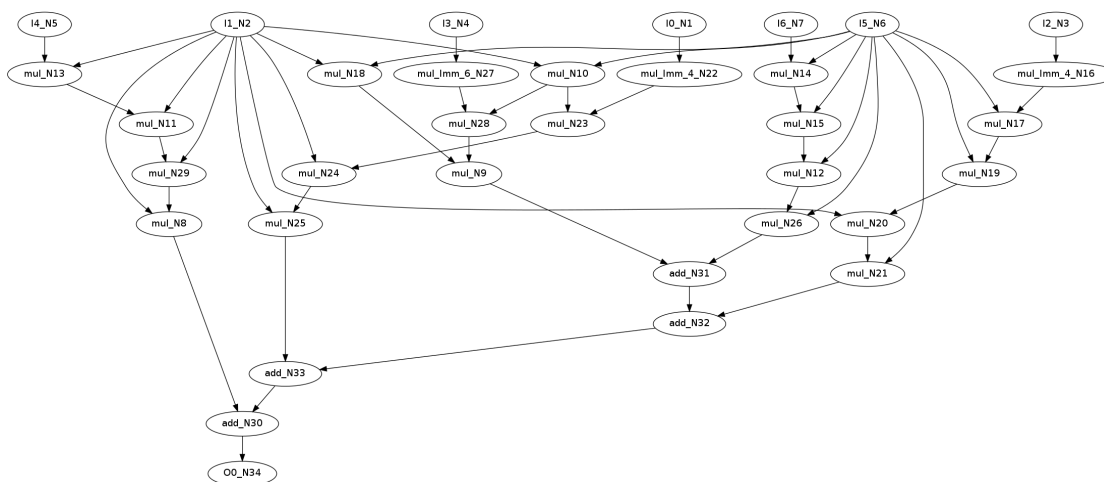 I4_N5 I1_N2 I3_N4 I0_N1 I6_N7 I5_N6 I2_N3
mul_N13 mul_N18 mul_Imm_6_N27 mul_N10 mul_Imm_4_N22 mul_N14 mul_Imm_4_N16
mul_N11 mul_N28 mul_N23 mul_N15 mul_N17
mul_N29 mul_N24 mul_N9 mul_N12 mul_N19
mul_N8 mul_N25 mul_N26 mul_N20
add_N31 mul_N21
add_N32
add_N33
add_N30
O0_N34